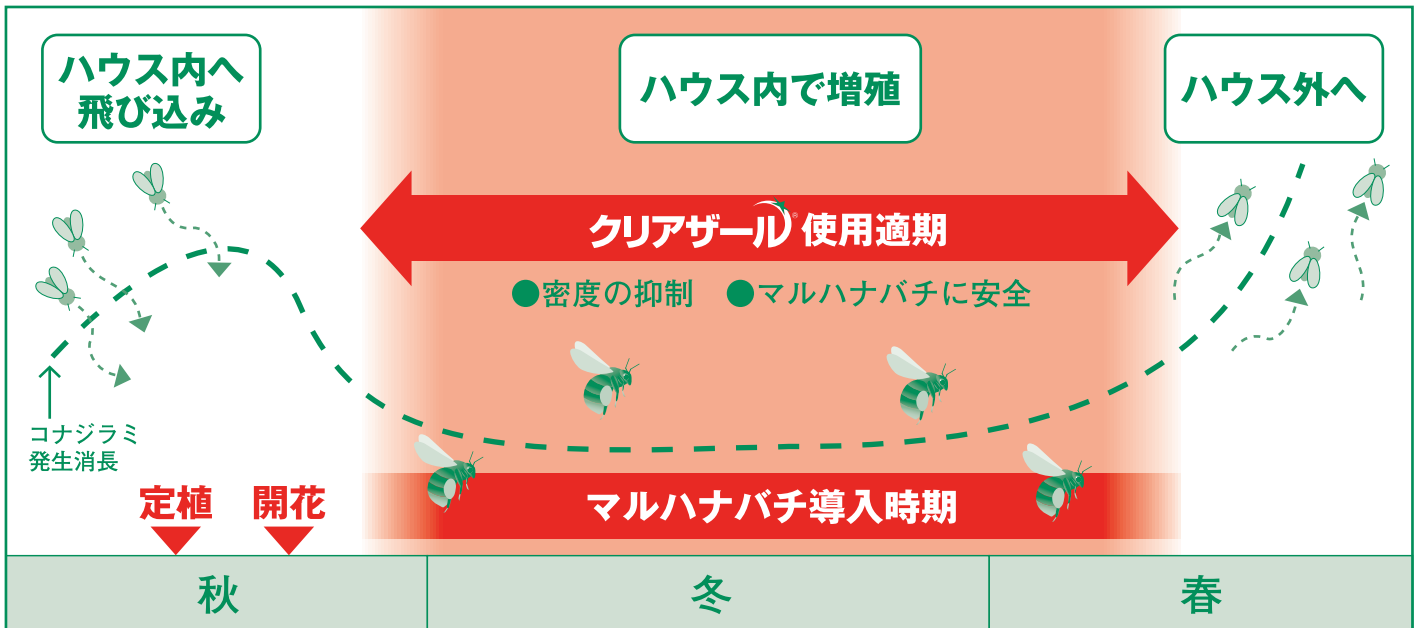 ハウス内へ
飛び込み
ハウス内で増殖
ハウス外へ
クリアザール®使用適期
●密度の抑制 ●マルハナバチに安全
コナジラミ
発生消長
定植 開花
マルハナバチ導入時期
秋 冬 春